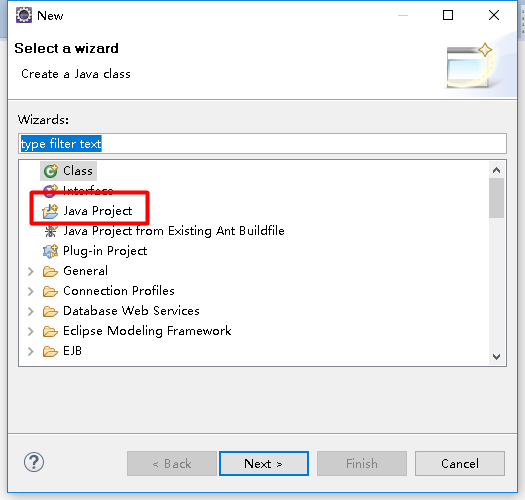 New
Select a wizard
Create a Java class
Wizards:
type filter text
Class
Interface
Java Project
Java Project from Existing Ant Buildfile
Plug-in Project
General
Connection Profiles
Database Web Services
Eclipse Modeling Framework
EJB
?
< Back Next > Finish Cancel